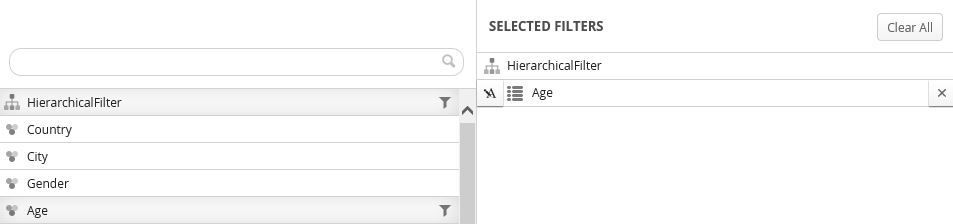 SELECTED FILTERS
Clear All
HierarchicalFilter
Country
City
Gender
Age
HierarchicalFilter
Age